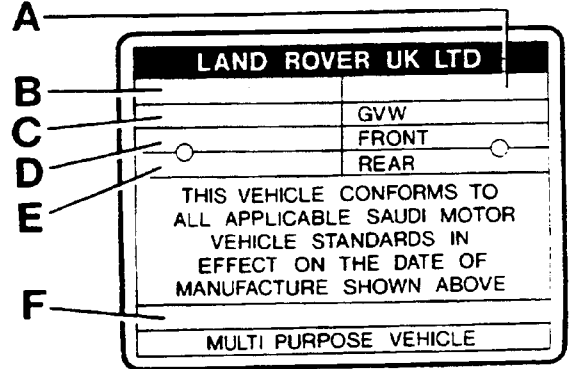 A
LAND ROVER UK LTD
B
C GVW
D FRONT
E REAR
THIS VEHICLE CONFORMS TO
ALL APPLICABLE SAUDI MOTOR
VEHICLE STANDARDS IN
EFFECT ON THE DATE OF
MANUFACTURE SHOWN ABOVE
F
MULTI PURPOSE VEHICLE